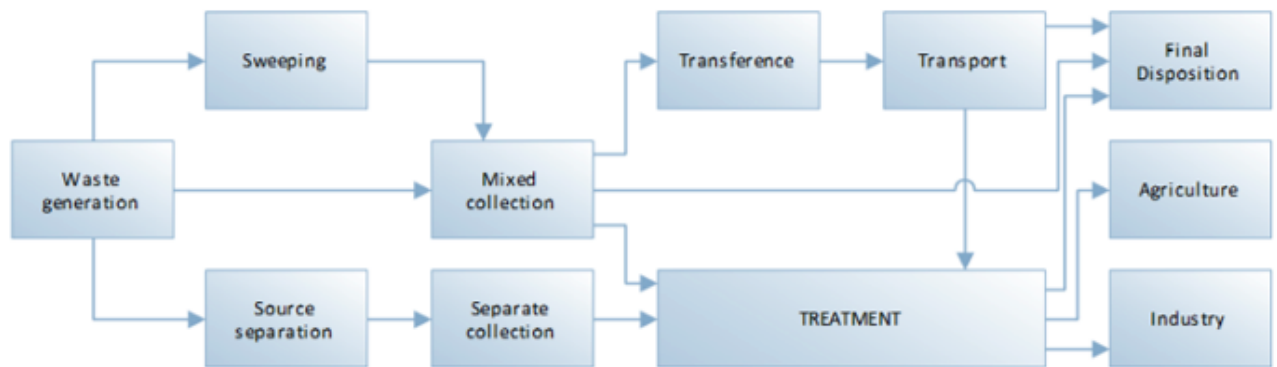 Sweeping
Transference
Transport
Final
Disposition
Waste
generation
Mixed
collection
Agriculture
Source
separation
Separate
collection
TREATMENT
Industry